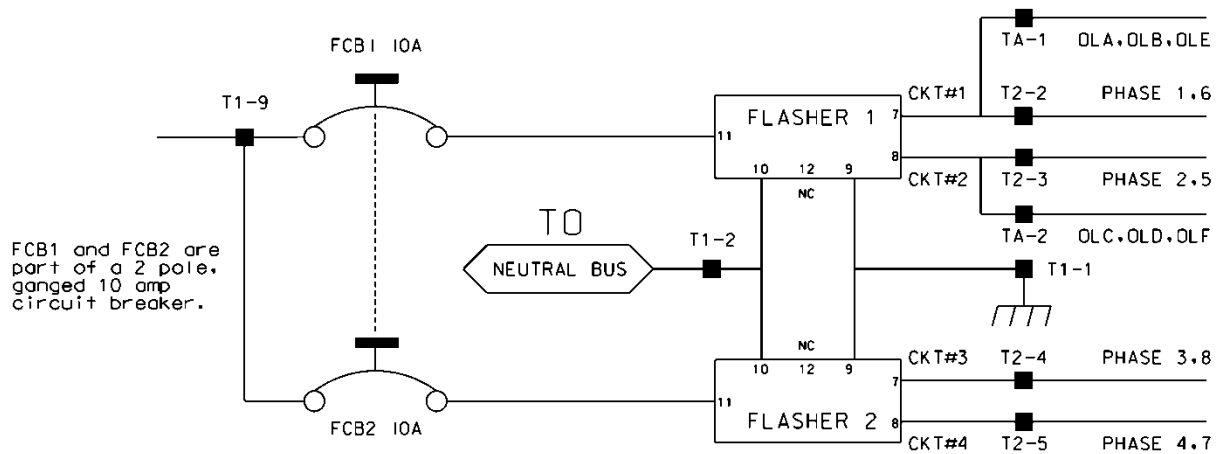 FCB1 10A
T1-9
FCB1 and FCB2 are
part of a 2 pole,
ganged 10 amp
circuit breaker.
FCB2 10A
TO
NEUTRAL BUS
T1-2
11
FLASHER 1
7
8
10 12 9
NC
CKT#1
CKT#2
TA-1 OLA,OLB,OLE
T2-2 PHASE 1,6
T2-3 PHASE 2,5
TA-2 OLC,OLD,OLF
T1-1
NC
10 12 9
11
FLASHER 2
7
8
CKT#3 T2-4 PHASE 3,8
CKT#4 T2-5 PHASE 4,7